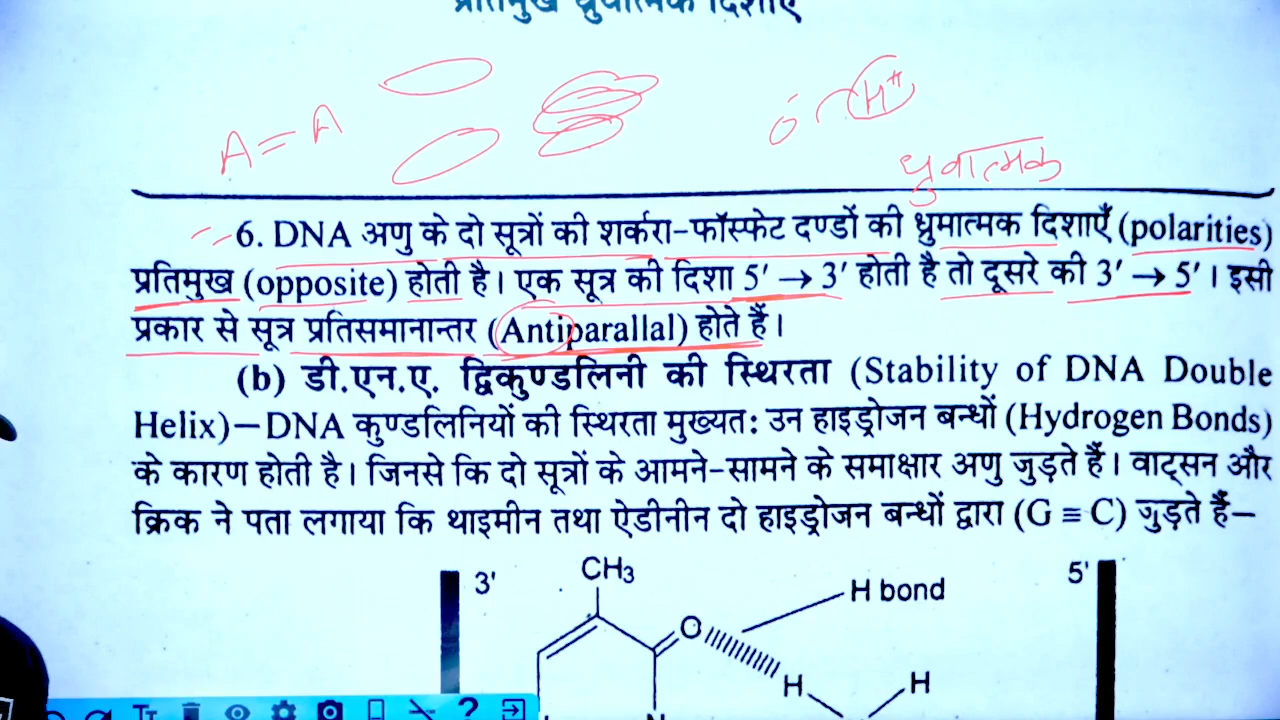 प्रतिमुख ध्रुवात्मक दिशाएँ
A=A
H+
ध्रुवात्मक
6. DNA अणु के दो सूत्रों की शर्करा-फॉस्फेट दण्डों की ध्रुमात्मक दिशाएँ (polarities)
प्रतिमुख (opposite) होती है। एक सूत्र की दिशा 5′ → 3′ होती है तो दूसरे की 3′ → 5′ । इसी
प्रकार से सूत्र प्रतिसमानान्तर (Antiparallal) होते हैं।
(b) डी.एन.ए. द्विकुण्डलिनी की स्थिरता (Stability of DNA Double
Helix)—DNA कुण्डलिनियों की स्थिरता मुख्यत: उन हाइड्रोजन बन्धों (Hydrogen Bonds)
के कारण होती है। जिनसे कि दो सूत्रों के आमने-सामने के समाक्षार अणु जुड़ते हैं। वाट्सन और
क्रिक ने पता लगाया कि थाइमीन तथा ऐडीनीन दो हाइड्रोजन बन्धों द्वारा (G ≡ C) जुड़ते हैं—
3' CH3 H bond 5'
O
H H